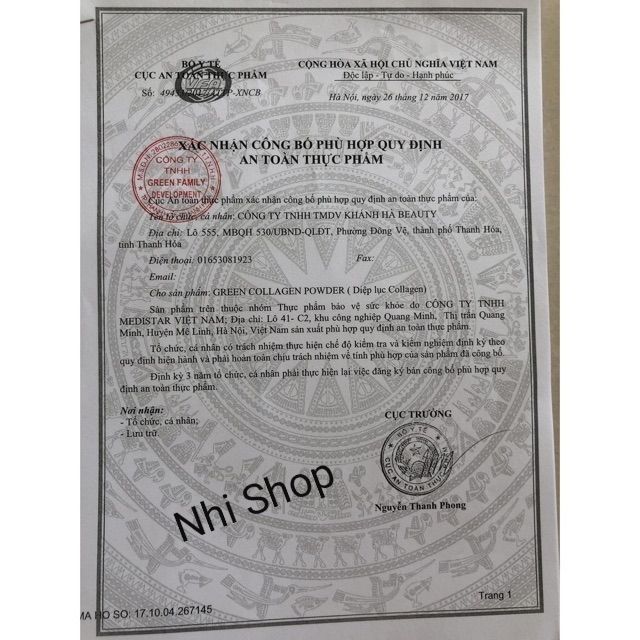 BỘ Y TẾ
CỤC AN TOÀN THỰC PHẨM
CỘNG HÒA XÃ HỘI CHỦ NGHĨA VIỆT NAM
Độc lập - Tự do - Hạnh phúc
Số:
Hà Nội, ngày 26 tháng 12 năm 2017
XÁC NHẬN CÔNG BỐ PHÙ HỢP QUY ĐỊNH
AN TOÀN THỰC PHẨM
CÔNG TY
TNHH
GREEN FAMILY
DEVELOPMENT
Cục An toàn thực phẩm xác nhận công bố phù hợp quy định an toàn thực phẩm của:
Tên tổ chức, cá nhân: CÔNG TY TNHH TMDV KHÁNH HÀ BEAUTY
Địa chỉ: Lô 555, MBQH 530/UBND-QLĐT, Phường Đông Vệ, thành phố Thanh Hóa,
tỉnh Thanh Hóa
Điện thoại: 01653081923 Fax:
Email:
Cho sản phẩm: GREEN COLLAGEN POWDER ( Diệp lục Collagen)
Sản phẩm trên thuộc nhóm Thực phẩm bảo vệ sức khỏe do CÔNG TY TNHH
MEDISTAR VIỆT NAM; Địa chỉ: Lô 41- C2, khu công nghiệp Quang Minh, Thị trấn Quang
Minh, Huyện Mê Linh, Hà Nội, Việt Nam sản xuất phù hợp quy định an toàn thực phẩm.
Tổ chức, cá nhân có trách nhiệm thực hiện chế độ kiểm tra và kiểm nghiệm định kỳ theo
quy định hiện hành và phải hoàn toàn chịu trách nhiệm về tính phù hợp của sản phẩm đã công bố.
Định kỳ 3 năm tổ chức, cá nhân phải thực hiện lại việc đăng ký bản công bố phù hợp quy
định an toàn thực phẩm.
Nơi nhận:
- Tổ chức, cá nhân;
- Lưu trữ.
CỤC TRƯỞNG
BỘ Y TẾ
CỤC AN TOÀN THỰC
Nguyễn Thanh Phong
Nhi Shop
Trang 1
MA HO SO: 17.10.04.267145